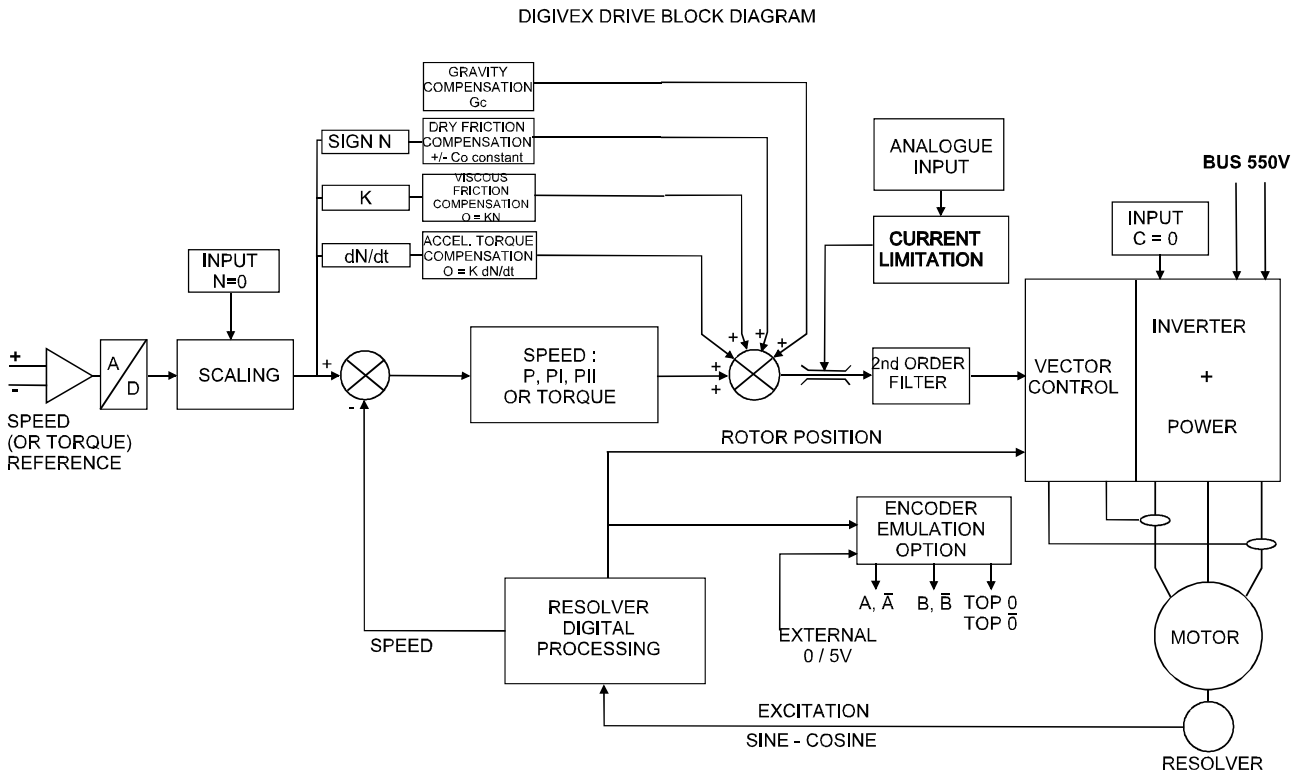 DIGIVEX DRIVE BLOCK DIAGRAM
GRAVITY
COMPENSATION
Gc
SIGN N
DRY FRICTION
COMPENSATION
+/- Co constant
K
VISCOUS
FRICTION
COMPENSATION
O = KN
dN/dt
ACCEL. TORQUE
COMPENSATION
O = K dN/dt
ANALOGUE
INPUT
CURRENT
LIMITATION
BUS 550V
INPUT
C = 0
INPUT
N=0
+
-
A
D
SCALING
+
-
SPEED :
P, PI, PII
OR TORQUE
+
+
+
+
+
+
2nd ORDER
FILTER
VECTOR
CONTROL
INVERTER
+
POWER
SPEED
(OR TORQUE)
REFERENCE
ROTOR POSITION
ENCODER
EMULATION
OPTION
A, A̅
B, B̅
TOP 0
TOP 0̅
EXTERNAL
0 / 5V
RESOLVER
DIGITAL
PROCESSING
SPEED
MOTOR
EXCITATION
SINE - COSINE
RESOLVER